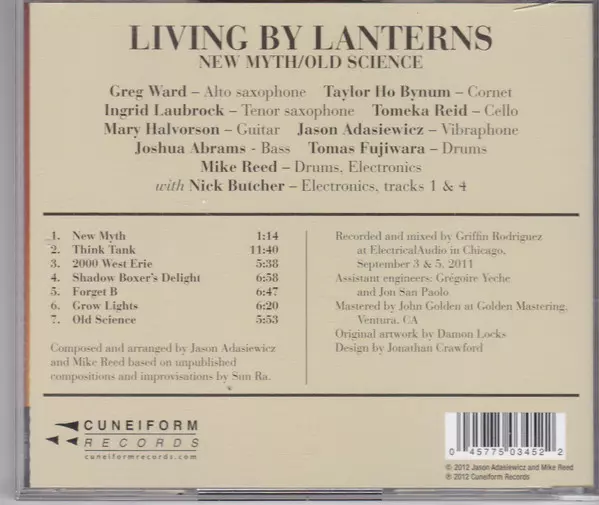 LIVING BY LANTERNS
NEW MYTH/OLD SCIENCE
Greg Ward – Alto saxophone Taylor Ho Bynum – Cornet
Ingrid Laubrock – Tenor saxophone Tomeka Reid – Cello
Mary Halvorson – Guitar Jason Adasiewicz – Vibraphone
Joshua Abrams - Bass Tomas Fujiwara – Drums
Mike Reed – Drums, Electronics
with Nick Butcher – Electronics, tracks 1 & 4
1. New Myth 1:14
2. Think Tank 11:40
3. 2000 West Erie 5:38
4. Shadow Boxer's Delight 6:58
5. Forget B 6:47
6. Grow Lights 6:20
7. Old Science 5:53
Composed and arranged by Jason Adasiewicz
and Mike Reed based on unpublished
compositions and improvisations by Sun Ra.
Recorded and mixed by Griffin Rodriguez
at ElectricalAudio in Chicago,
September 3 & 5, 2011
Assistant engineers: Grégoire Yeche
and Jon San Paolo
Mastered by John Golden at Golden Mastering,
Ventura, CA
Original artwork by Damon Locks
Design by Jonathan Crawford
CUNEIFORM
RECORDS
cuneiformrecords.com
0 45775 03452 2
© 2012 Jason Adasiewicz and Mike Reed
℗ 2012 Cuneiform Records